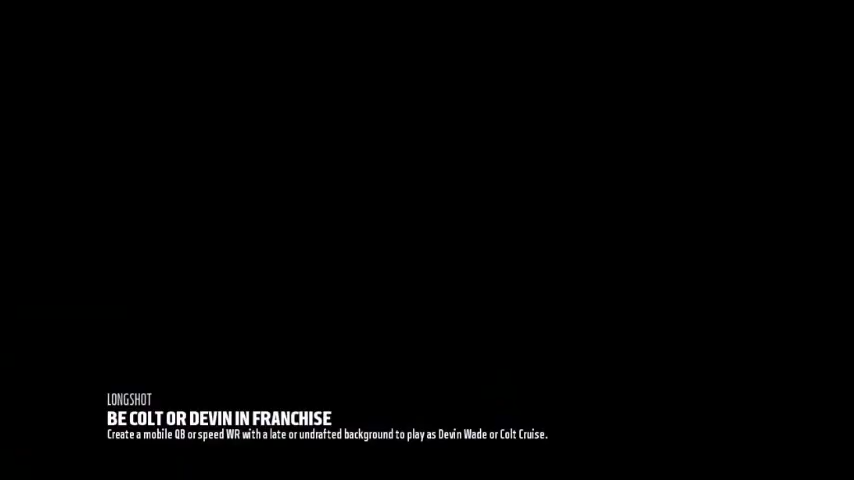 LONGSHOT
BE COLT OR DEVIN IN FRANCHISE
Create a mobile QB or speed WR with a late or undrafted background to play as Devin Wade or Colt Cruise.